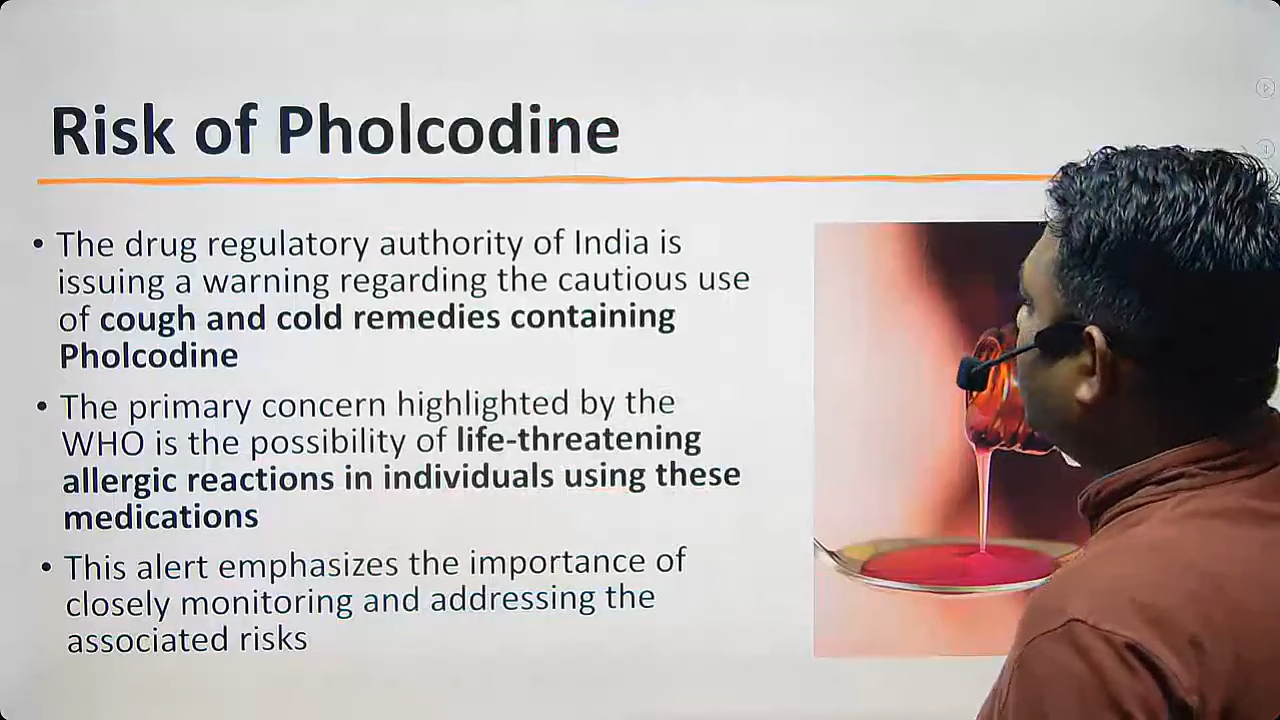 Risk of Pholcodine
• The drug regulatory authority of India is
issuing a warning regarding the cautious use
of cough and cold remedies containing
Pholcodine
• The primary concern highlighted by the
WHO is the possibility of life-threatening
allergic reactions in individuals using these
medications
• This alert emphasizes the importance of
closely monitoring and addressing the
associated risks